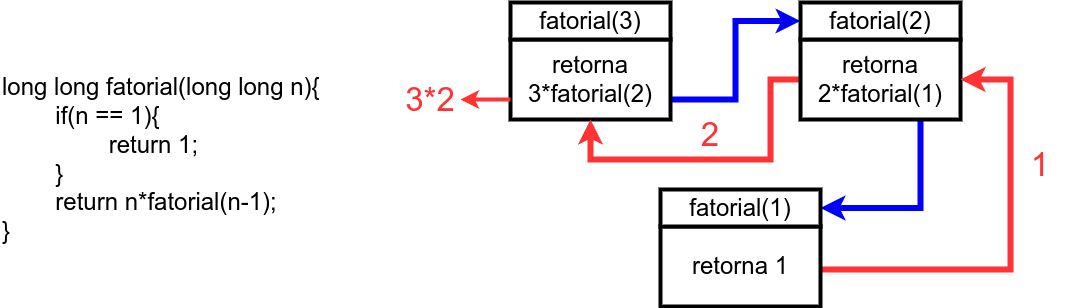 long long fatorial(long long n){
if(n == 1){
return 1;
}
return n*fatorial(n-1);
}
fatorial(3)
retorna
3*fatorial(2)
3*2
fatorial(2)
retorna
2*fatorial(1)
2
1
fatorial(1)
retorna 1